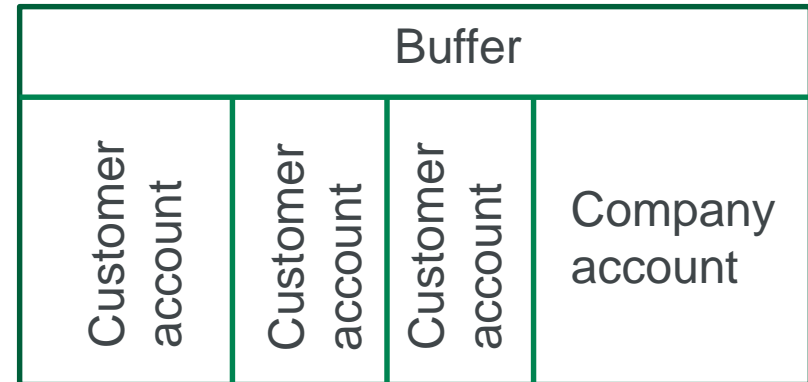 Buffer
Customer
account
Customer
account
Customer
account
Company
account